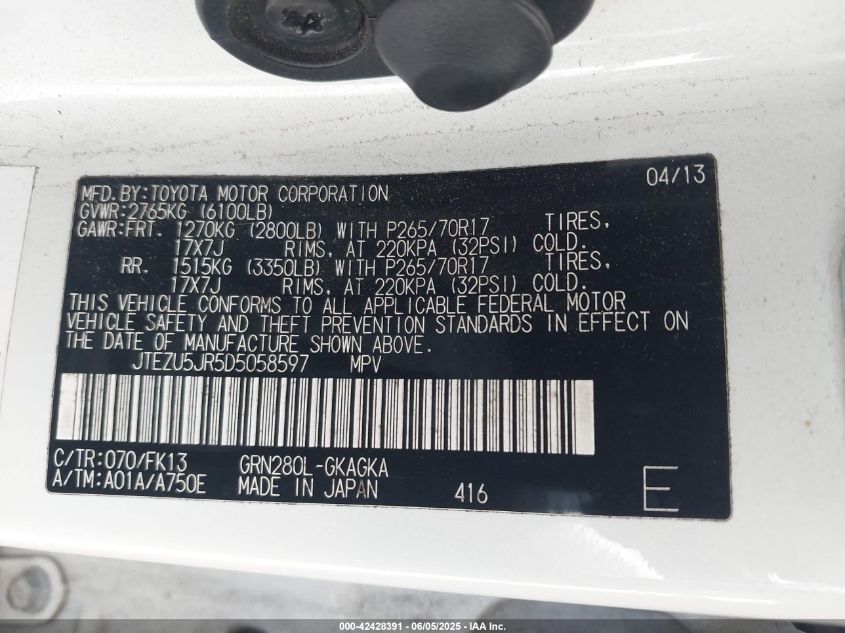 04/13
MFD.BY:TOYOTA MOTOR CORPORATION
GVWR:2765KG (6100LB)
GAWR:FRT. 1270KG (2800LB) WITH P265/70R17 TIRES,
17X7J RIMS, AT 220KPA (32PSI) COLD.
RR. 1515KG (3350LB) WITH P265/70R17 TIRES,
17X7J RIMS, AT 220KPA (32PSI) COLD.
THIS VEHICLE CONFORMS TO ALL APPLICABLE FEDERAL MOTOR
VEHICLE SAFETY AND THEFT PREVENTION STANDARDS IN EFFECT ON
THE DATE OF MANUFACTURE SHOWN ABOVE.
JTEZU5JR5D5058597 MPV
C/TR:070/FK13 GRN280L-GKAGKA
A/TM:A01A/A750E MADE IN JAPAN 416 E
000-42428391 - 06/05/2025 - IAA Inc.